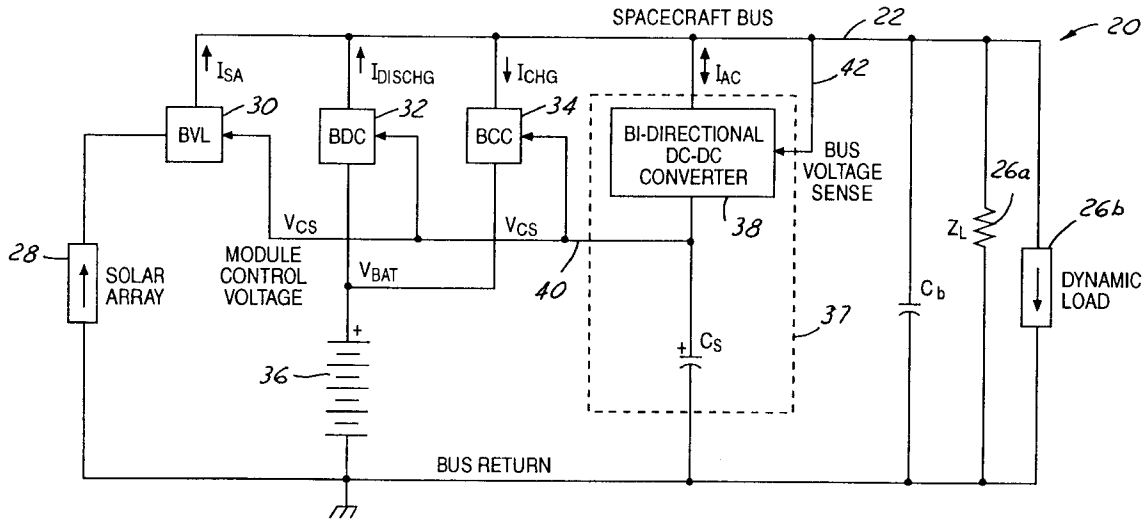 SPACECRAFT BUS
22
20
I_SA
I_DISCHG
I_CHG
I_AC
42
30
32
34
BVL
BDC
BCC
BI-DIRECTIONAL
DC-DC
CONVERTER
BUS
VOLTAGE
SENSE
26a
26b
38
V_CS
V_CS
Z_L
28
SOLAR
ARRAY
MODULE
CONTROL
VOLTAGE
V_BAT
40
DYNAMIC
LOAD
C_b
37
+
36
+
C_S
BUS RETURN